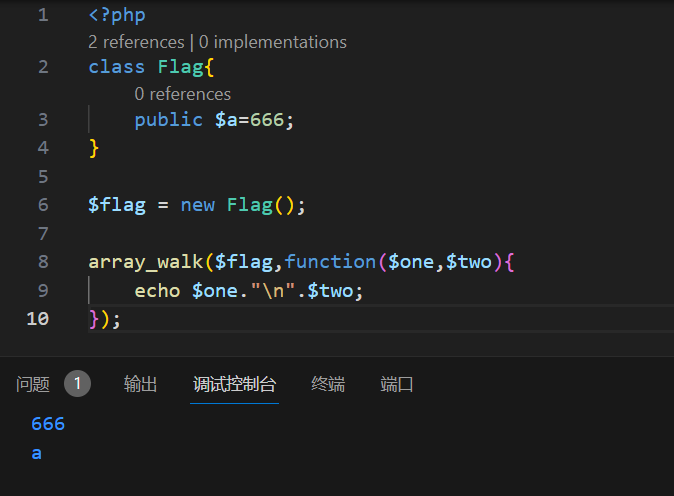 1 <?php
2 references | 0 implementations
2 class Flag{
0 references
3 public $a=666;
4 }
5
6 $flag = new Flag();
7
8 array_walk($flag,function($one,$two){
9 echo $one."\n".$two;
10 });
问题 1 输出 调试控制台 终端 端口
666
a